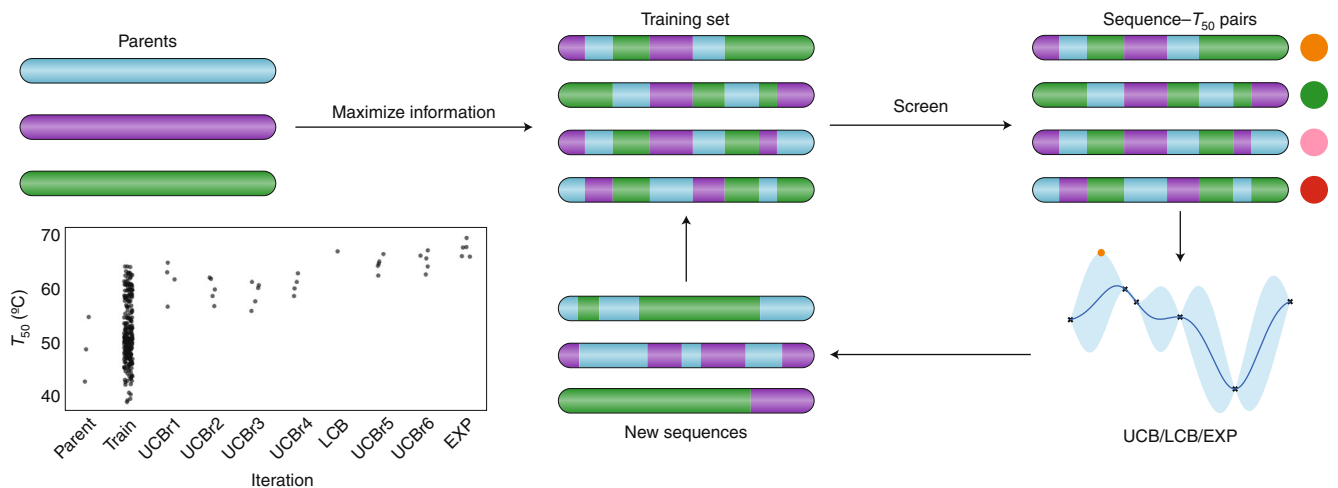 Parents
Maximize information
Training set
Screen
Sequence–T50 pairs
T50 (ºC)
70
60
50
40
Parent
Train
UCBr1
UCBr2
UCBr3
UCBr4
LCB
UCBr5
UCBr6
EXP
Iteration
New sequences
UCB/LCB/EXP